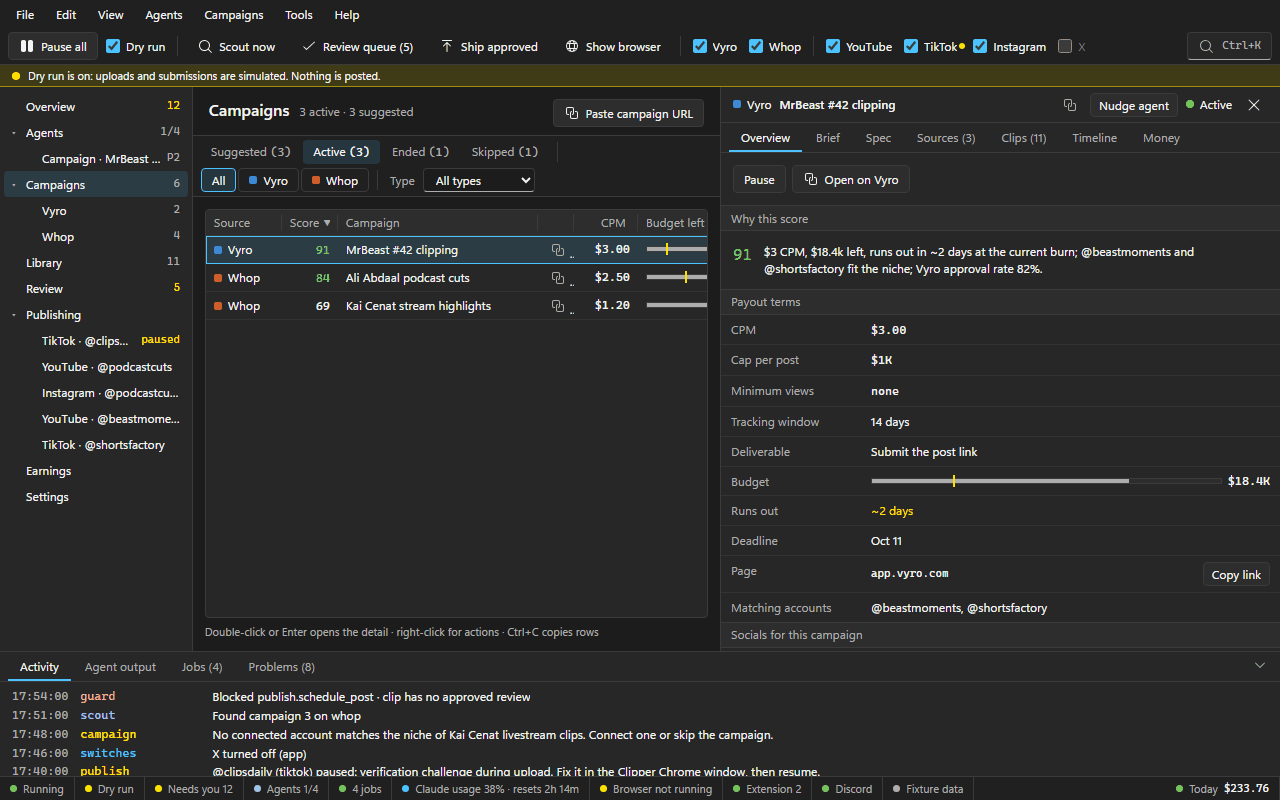 File Edit View Agents Campaigns Tools Help
Pause all Dry run Scout now Review queue (5) Ship approved Show browser Vyro Whop YouTube TikTok Instagram X Ctrl+K
Dry run is on: uploads and submissions are simulated. Nothing is posted.
Overview 12
Agents 1/4
Campaign · MrBeast ... P2
Campaigns 6
Vyro 2
Whop 4
Library 11
Review 5
Publishing
TikTok · @clips... paused
YouTube · @podcastcuts
Instagram · @podcastcu...
YouTube · @beastmome...
TikTok · @shortsfactory
Earnings
Settings
Campaigns 3 active · 3 suggested Paste campaign URL
Suggested (3) Active (3) Ended (1) Skipped (1)
All Vyro Whop Type All types
Source Score ▼ Campaign CPM Budget left
Vyro 91 MrBeast #42 clipping $3.00
Whop 84 Ali Abdaal podcast cuts $2.50
Whop 69 Kai Cenat stream highlights $1.20
Double-click or Enter opens the detail · right-click for actions · Ctrl+C copies rows
Vyro MrBeast #42 clipping Nudge agent Active
Overview Brief Spec Sources (3) Clips (11) Timeline Money
Pause Open on Vyro
Why this score
91 $3 CPM, $18.4k left, runs out in ~2 days at the current burn; @beastmoments and
@shortsfactory fit the niche; Vyro approval rate 82%.
Payout terms
CPM $3.00
Cap per post $1K
Minimum views none
Tracking window 14 days
Deliverable Submit the post link
Budget $18.4K
Runs out ~2 days
Deadline Oct 11
Page app.vyro.com Copy link
Matching accounts @beastmoments, @shortsfactory
Socials for this campaign
Activity Agent output Jobs (4) Problems (8)
17:54:00 guard Blocked publish.schedule_post · clip has no approved review
17:51:00 scout Found campaign 3 on whop
17:48:00 campaign No connected account matches the niche of Kai Cenat livestream clips. Connect one or skip the campaign.
17:46:00 switches X turned off (app)
17:40:00 publish @clipsdaily (tiktok) paused: verification challenge during upload. Fix it in the Clipper Chrome window, then resume.
Running Dry run Needs you 12 Agents 1/4 4 jobs Claude usage 38% · resets 2h 14m Browser not running Extension 2 Discord Fixture data Today $233.76